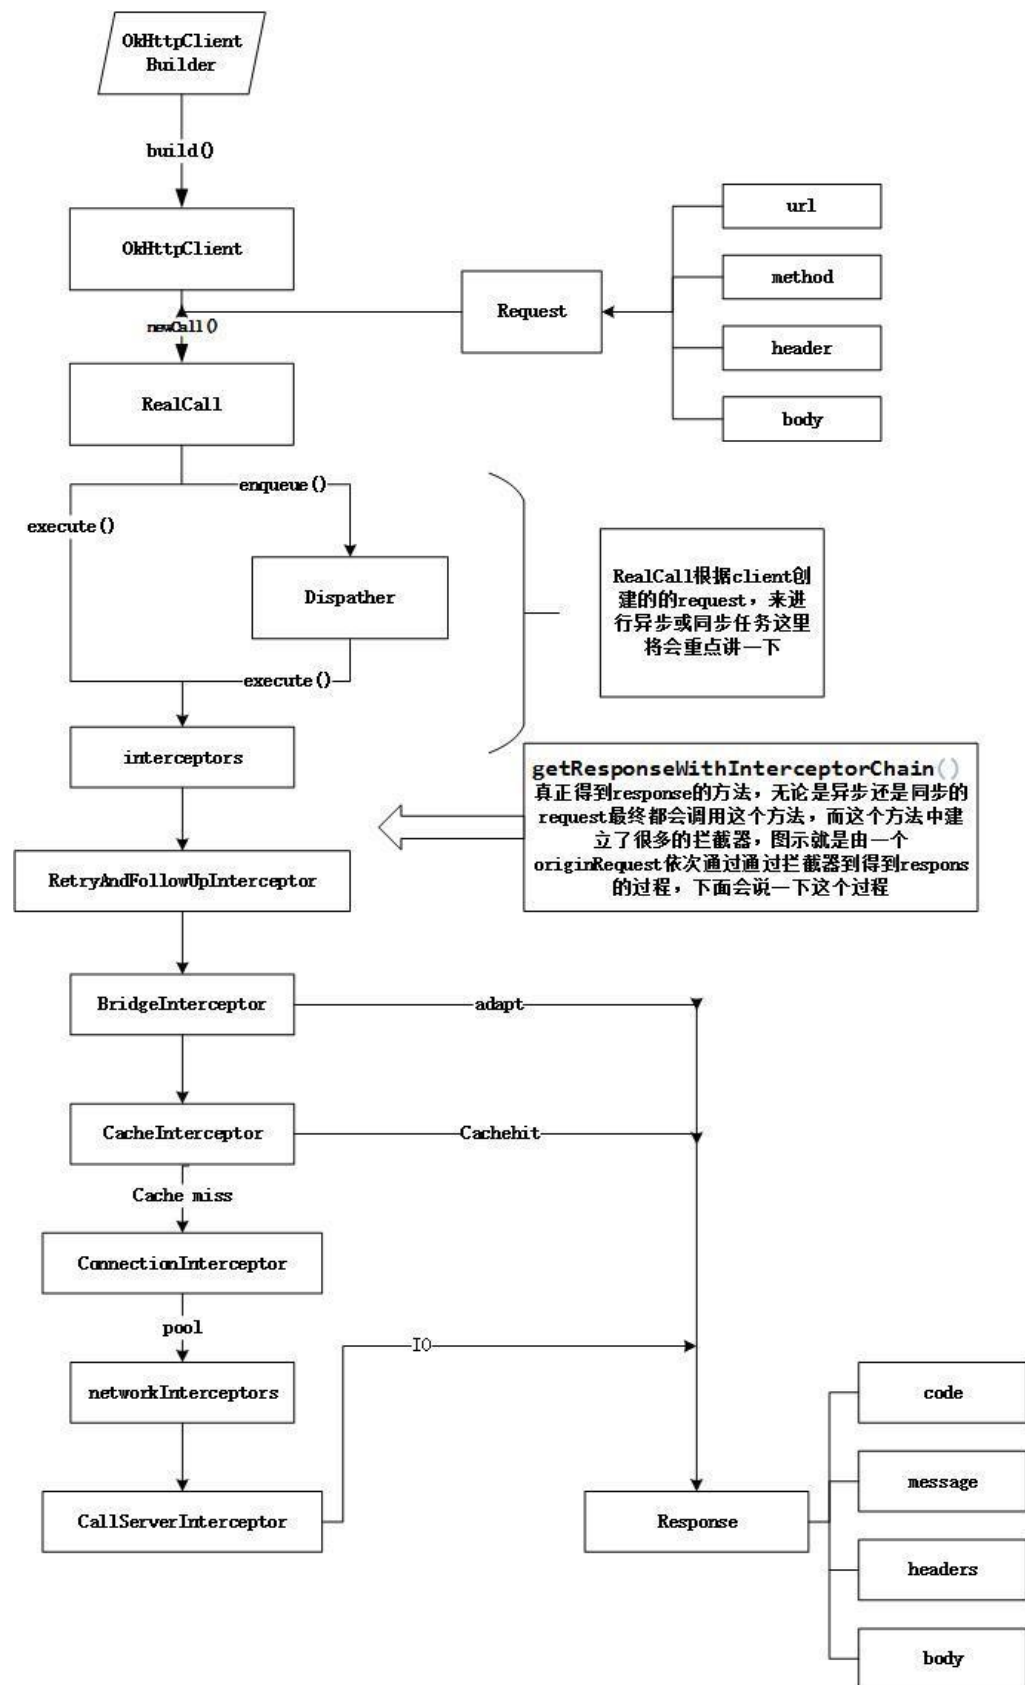 OkHttpClient
Builder
build()
OkHttpClient
newCall()
RealCall
Request
url
method
header
body
enqueue()
execute()
Dispather
execute()
RealCall根据client创
建的的request，来进
行异步或同步任务这里
将会重点讲一下
interceptors
getResponseWithInterceptorChain()
真正得到response的方法，无论是异步还是同步的
request最终都会调用这个方法，而这个方法中建
立了很多的拦截器，图示就是由一个
originRequest依次通过通过拦截器到得到respons
的过程，下面会说一下这个过程
RetryAndFollowUpInterceptor
BridgeInterceptor
adapt
CacheInterceptor
Cachehit
Cache miss
ConnectionInterceptor
pool
IO
networkInterceptors
CallServerInterceptor
Response
code
message
headers
body